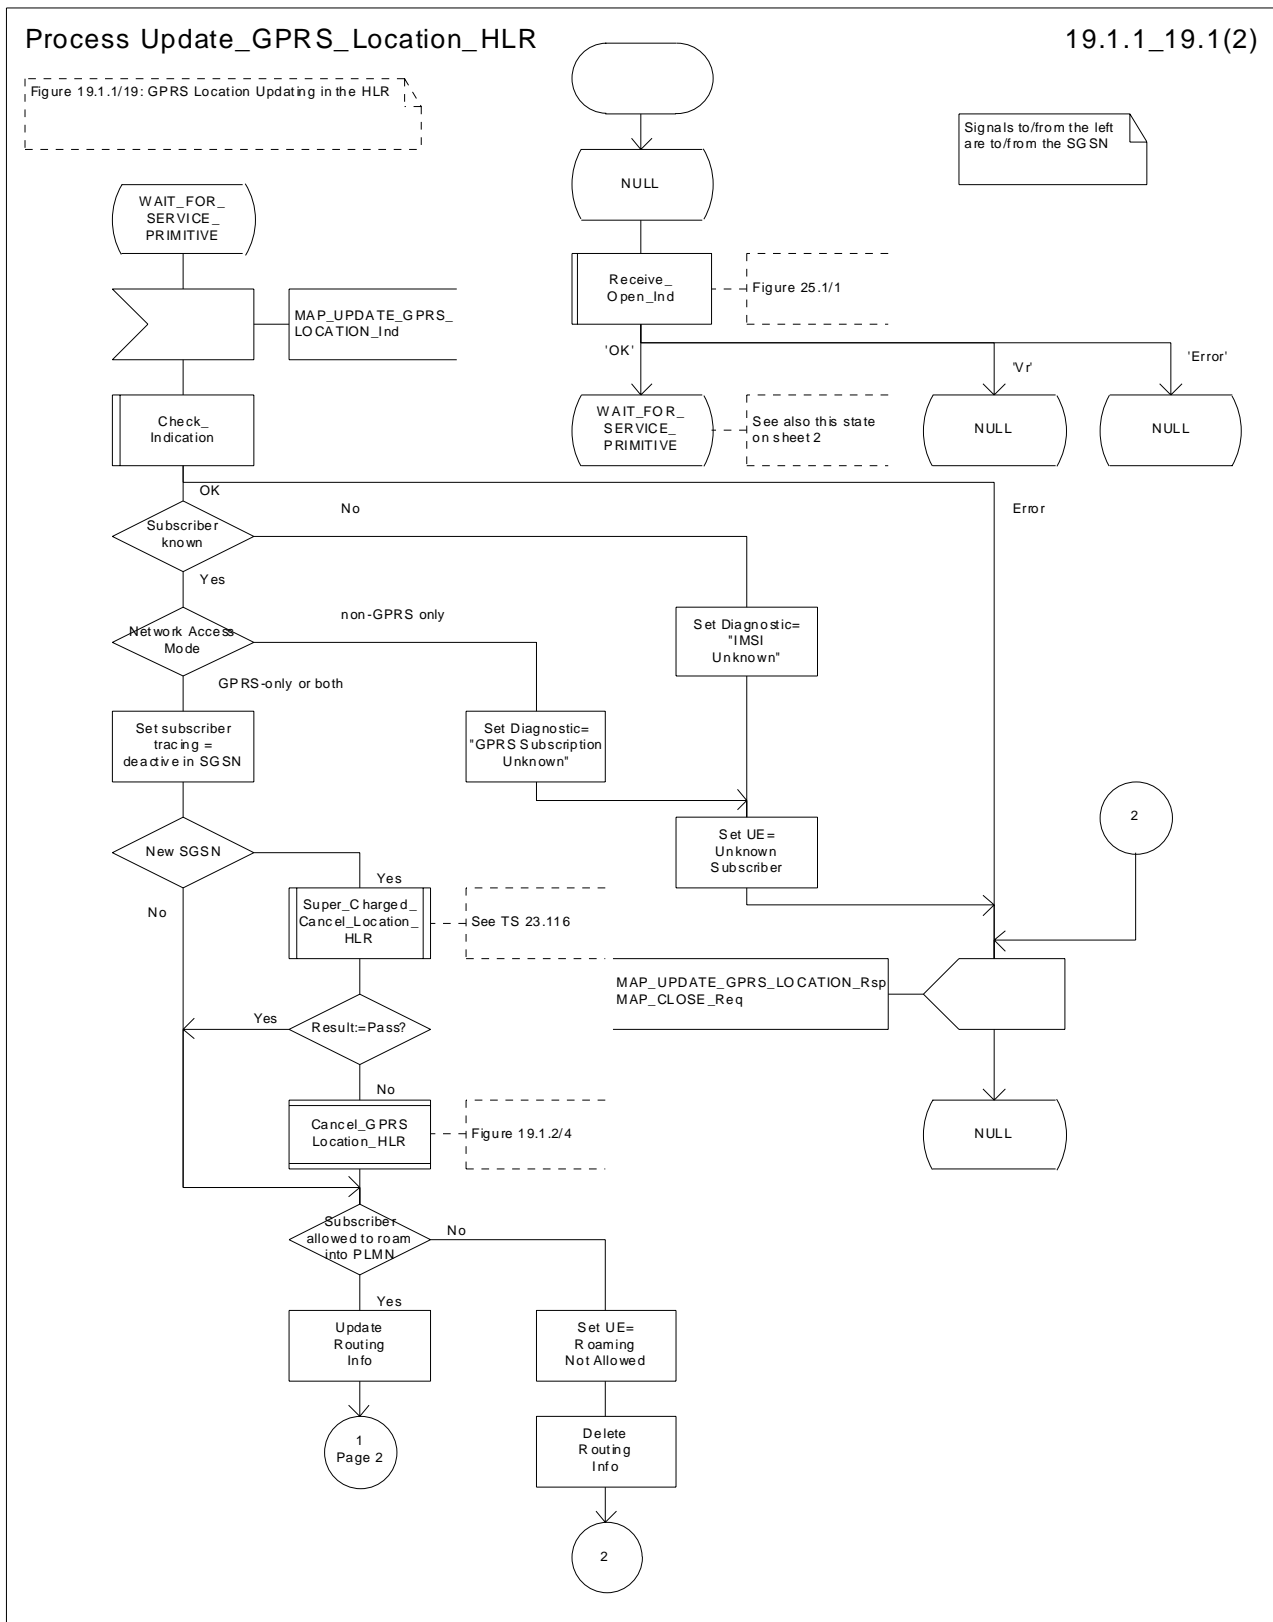 Process Update_GPRS_Location_HLR
19.1.1_19.1(2)
Figure 19.1.1/19: GPRS Location Updating in the HLR
Signals to/from the left
are to/from the SGSN
NULL
WAIT_FOR_
SERVICE_
PRIMITIVE
Receive_
Open_Ind
Figure 25.1/1
MAP_UPDATE_GPRS_
LOCATION_Ind
'OK'
'Vr'
'Error'
Check_
Indication
WAIT_FOR_
SERVICE_
PRIMITIVE
See also this state
on sheet 2
NULL
NULL
OK
No
Error
Subscriber
known
Yes
non-GPRS only
Network Access
Mode
Set Diagnostic=
"IMSI
Unknown"
GPRS-only or both
Set subscriber
tracing =
deactive in SGSN
Set Diagnostic=
"GPRS Subscription
Unknown"
2
New SGSN
Set UE=
Unknown
Subscriber
Yes
No
Super_Charged_
Cancel_Location_
HLR
See TS 23.116
MAP_UPDATE_GPRS_LOCATION_Rsp
MAP_CLOSE_Req
Yes
Result:=Pass?
No
Cancel_GPRS
Location_HLR
Figure 19.1.2/4
NULL
Subscriber
allowed to roam
into PLMN
No
Yes
Update
Routing
Info
Set UE=
Roaming
Not Allowed
1
Page 2
Delete
Routing
Info
2